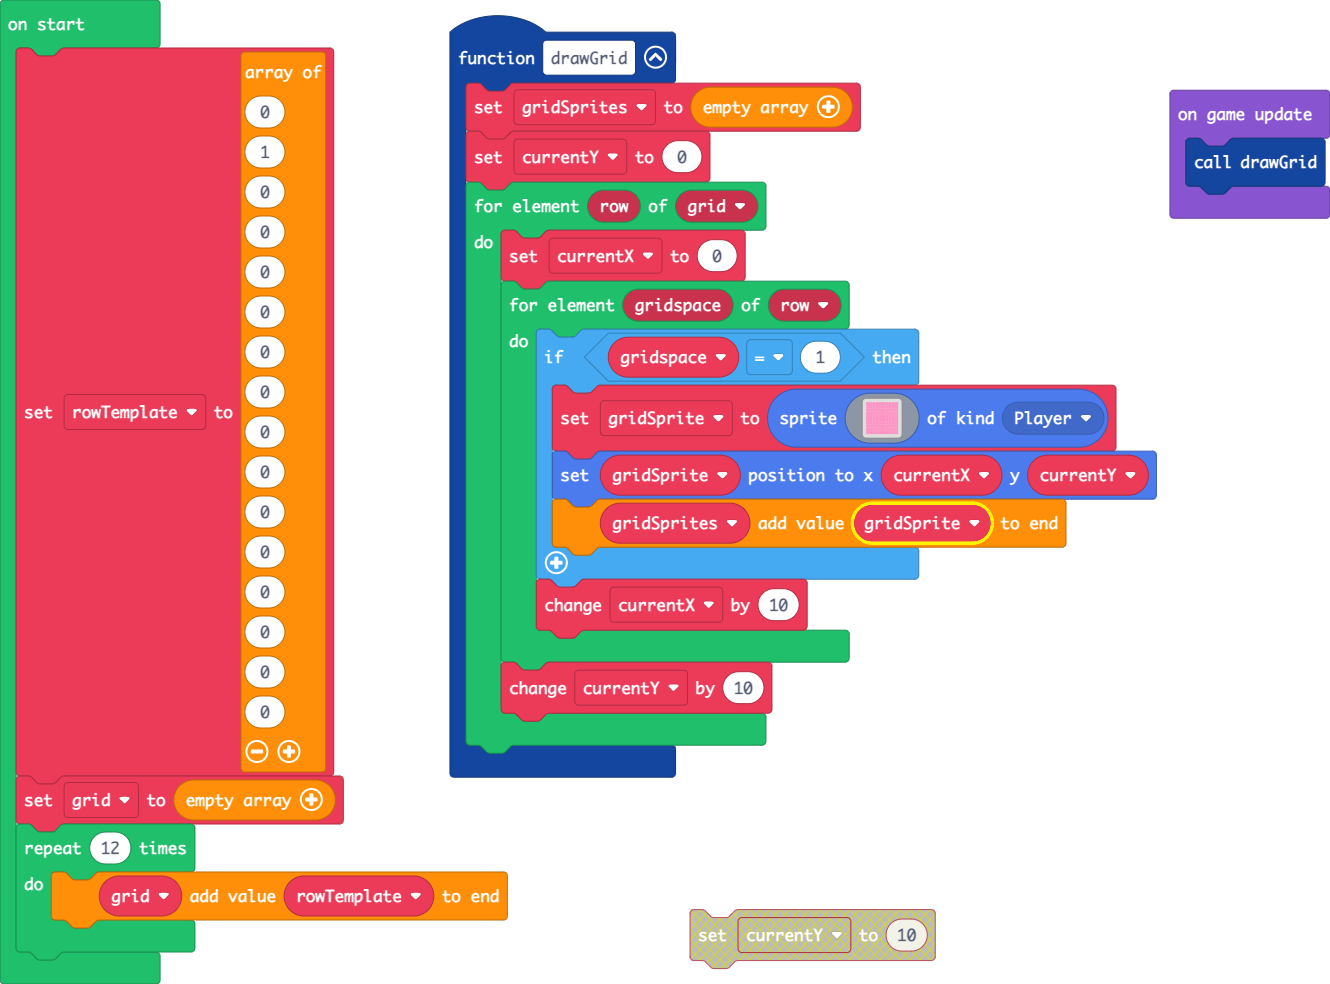 on start
array of
0
1
0
0
0
0
0
0
set rowTemplate to
0
0
0
0
0
0
0
0
set grid to empty array
repeat 12 times
do
grid add value rowTemplate to end
function drawGrid
set gridSprites to empty array
set currentY to 0
for element row of grid
do
set currentX to 0
for element gridspace of row
do
if gridspace = 1 then
set gridSprite to sprite of kind Player
set gridSprite position to x currentX y currentY
gridSprites add value gridSprite to end
change currentX by 10
change currentY by 10
on game update
call drawGrid
set currentY to 10